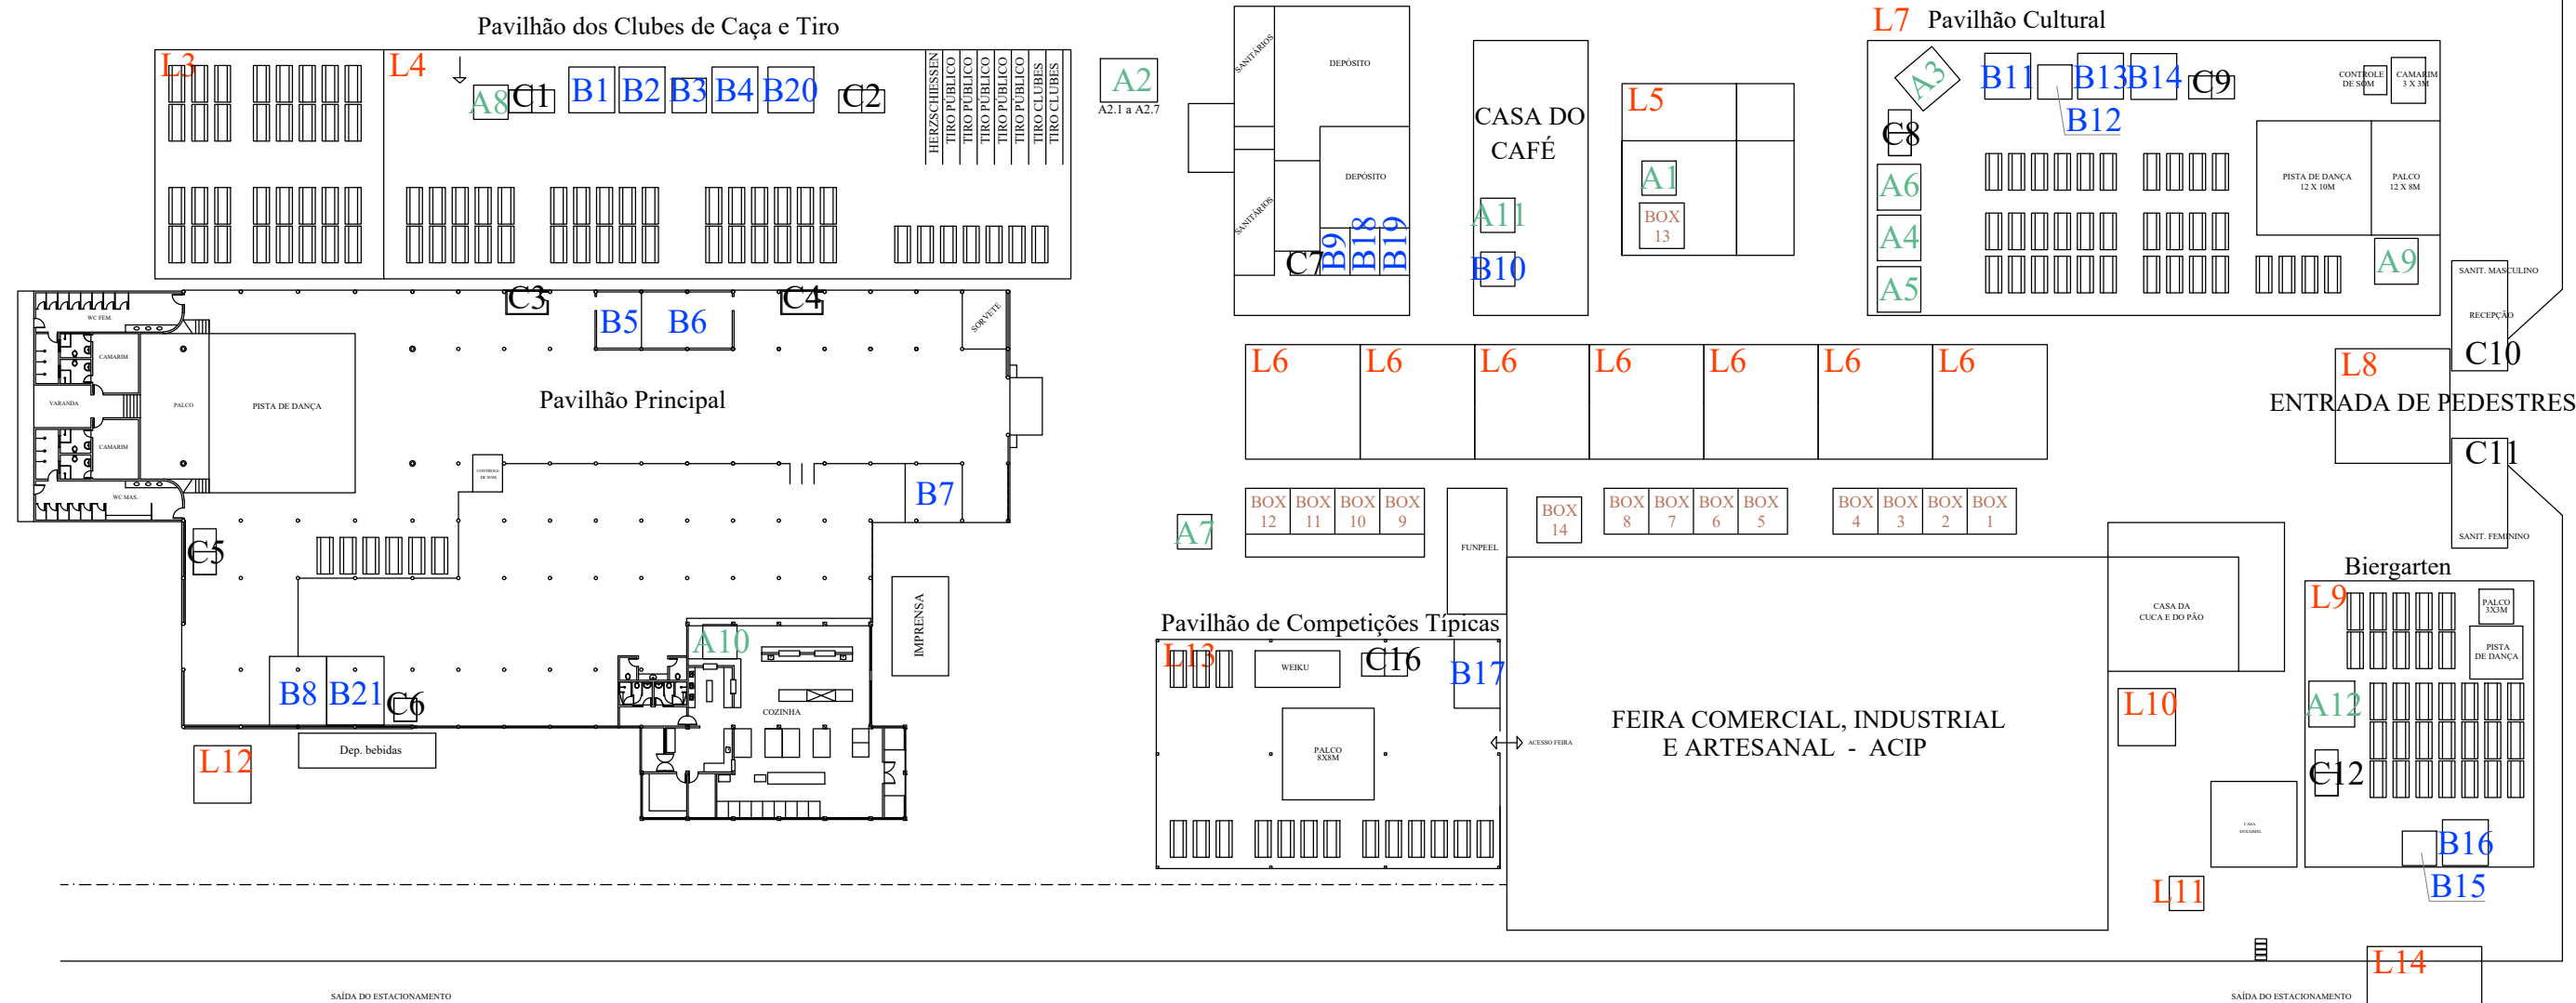 Pavilhão dos Clubes de Caça e Tiro
L3
L4
A8
C1
B1
B2
B3
B4
B20
C2
HERZSCHIESSEN
TIRO PÚBLICO
TIRO PÚBLICO
TIRO PÚBLICO
TIRO PÚBLICO
TIRO PÚBLICO
TIRO CLUBES
TIRO CLUBES
A2
A2.1 a A2.7
SANITÁRIOS
DEPÓSITO
SANITÁRIOS
DEPÓSITO
C7
B9
B18
B19
CASA DO
CAFÉ
A11
B10
L5
A1
BOX
13
L7
Pavilhão Cultural
A3
B11
B12
B13
B14
C9
CONTROLE
DE SOM
CAMARIM
3 X 3M
C8
A6
A4
A5
PISTA DE DANÇA
12 X 10M
PALCO
12 X 8M
A9
SANIT. MASCULINO
RECEPÇÃO
C10
L8
ENTRADA DE PEDESTRES
C11
SANIT. FEMININO
WC FEM.
CAMARIM
VARANDA
PALCO
PISTA DE DANÇA
CAMARIM
WC MAS.
C3
B5
B6
C4
SORVETE
Pavilhão Principal
CONTROLE
DE SOM
B7
C5
B8
B21
C6
A10
COZINHA
IMPRENSA
L12
Dep. bebidas
L6
L6
L6
L6
L6
L6
L6
A7
BOX
12
BOX
11
BOX
10
BOX
9
FUNPEEL
BOX
14
BOX
8
BOX
7
BOX
6
BOX
5
BOX
4
BOX
3
BOX
2
BOX
1
Pavilhão de Competições Típicas
L13
WEIKU
C16
B17
PALCO
8X8M
ACESSO FEIRA
FEIRA COMERCIAL, INDUSTRIAL
E ARTESANAL - ACIP
CASA DA
CUCA E DO PÃO
L10
Biergarten
L9
PALCO
3X3M
PISTA
DE DANÇA
A12
C12
CASA
B16
B15
L11
L14
SAÍDA DO ESTACIONAMENTO
SAÍDA DO ESTACIONAMENTO